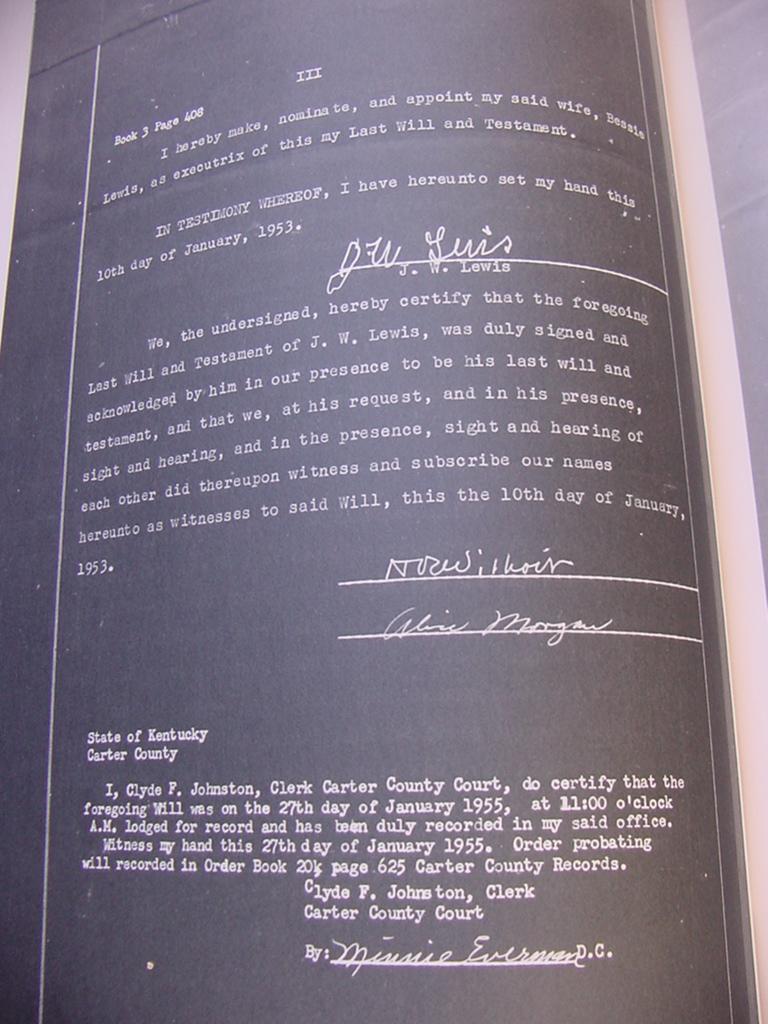 III
Book 3 Page 408
I hereby make, nominate, and appoint my said wife, Bessie
Lewis, as executrix of this my Last Will and Testament.
IN TESTIMONY WHEREOF, I have hereunto set my hand this
10th day of January, 1953.
J W Lewis
J. W. Lewis
We, the undersigned, hereby certify that the foregoing
Last Will and Testament of J. W. Lewis, was duly signed and
acknowledged by him in our presence to be his last will and
testament, and that we, at his request, and in his presence,
sight and hearing, and in the presence, sight and hearing of
each other did thereupon witness and subscribe our names
hereunto as witnesses to said Will, this the 10th day of January,
1953.
Alice Morgan
State of Kentucky
Carter County
I, Clyde F. Johnston, Clerk Carter County Court, do certify that the
foregoing Will was on the 27th day of January 1955, at 11:00 o'clock
A.M. lodged for record and has been duly recorded in my said office.
Witness my hand this 27th day of January 1955. Order probating
will recorded in Order Book page 625 Carter County Records.
Clyde F. Johnston, Clerk
Carter County Court
By: Minnie Everman D.C.